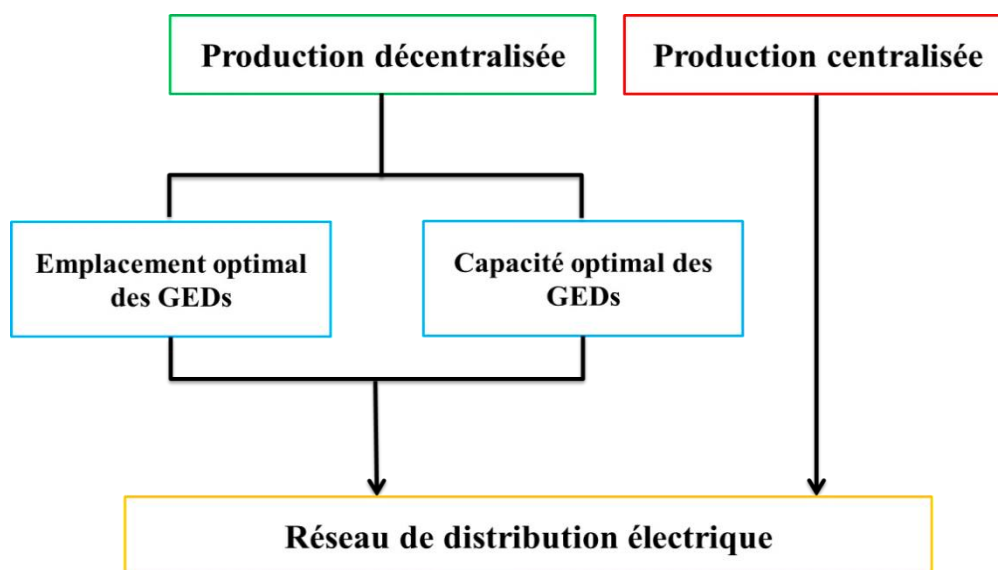 Production décentralisée
Production centralisée
Emplacement optimal
des GEDs
Capacité optimal des
GEDs
Réseau de distribution électrique